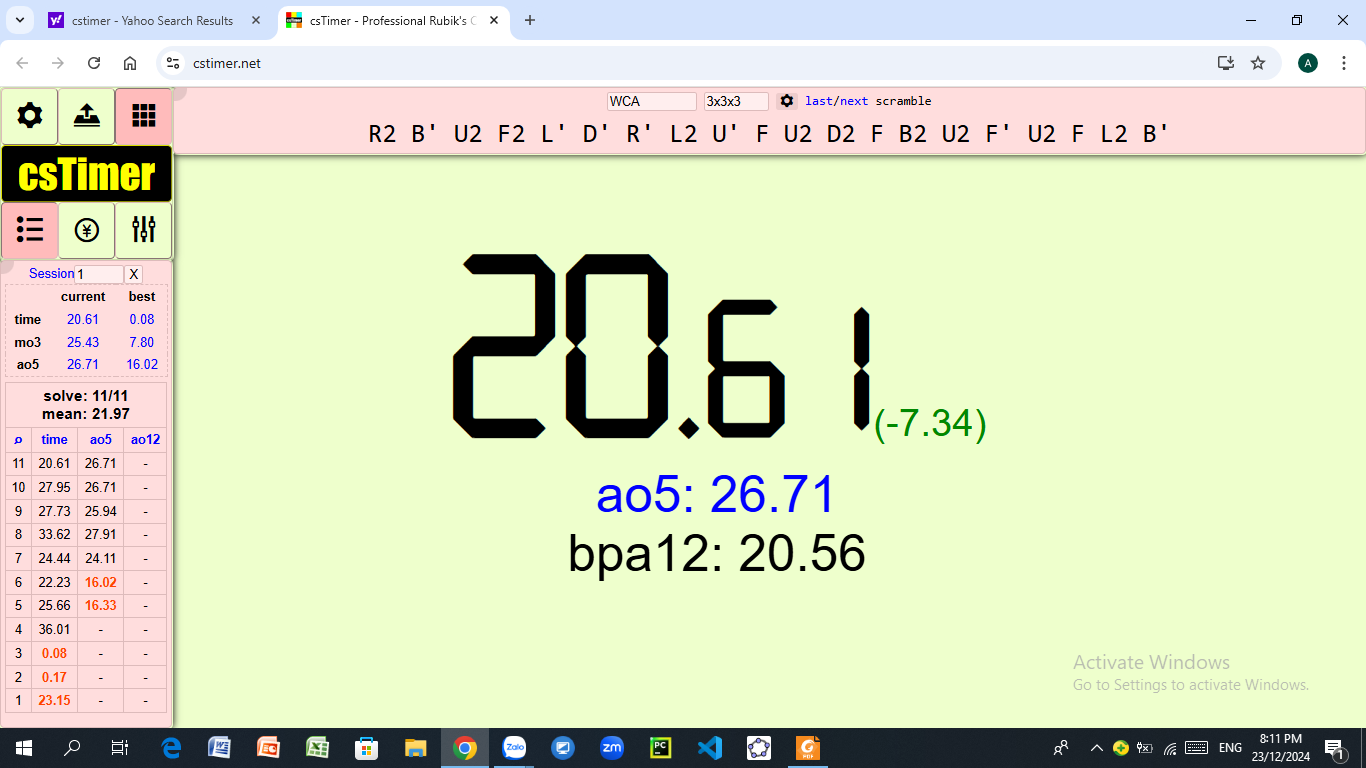 cstimer - Yahoo Search Results
csTimer - Professional Rubik's C
cstimer.net
A
WCA 3x3x3 last/next scramble
R2 B' U2 F2 L' D' R' L2 U' F U2 D2 F B2 U2 F' U2 F L2 B'
csTimer
Session 1 X
current best
time 20.61 0.08
mo3 25.43 7.80
ao5 26.71 16.02
solve: 11/11
mean: 21.97
time ao5 ao12
11 20.61 26.71 -
10 27.95 26.71 -
9 27.73 25.94 -
8 33.62 27.91 -
7 24.44 24.11 -
6 22.23 16.02 -
5 25.66 16.33 -
4 36.01 - -
3 0.08 - -
2 0.17 - -
1 23.15 - -
20.61 (-7.34)
ao5: 26.71
bpa12: 20.56
Activate Windows
Go to Settings to activate Windows.
Zalo
zm
PC
PDF
ENG
8:11 PM
23/12/2024
1